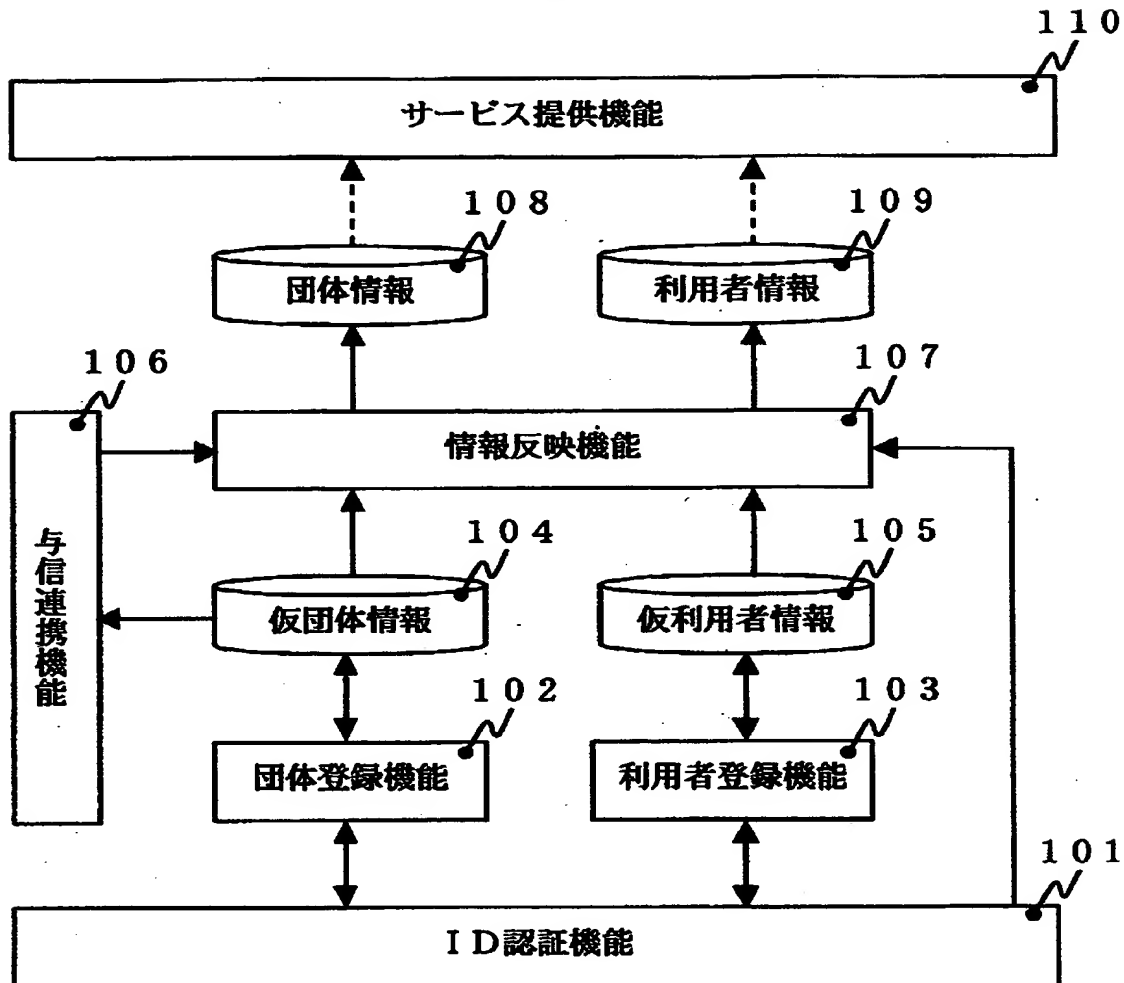 １１０
サービス提供機能
１０８
１０９
団体情報
利用者情報
１０６
１０７
情報反映機能
与信連携機能
１０４
１０５
仮団体情報
仮利用者情報
１０２
１０３
団体登録機能
利用者登録機能
１０１
ＩＤ認証機能